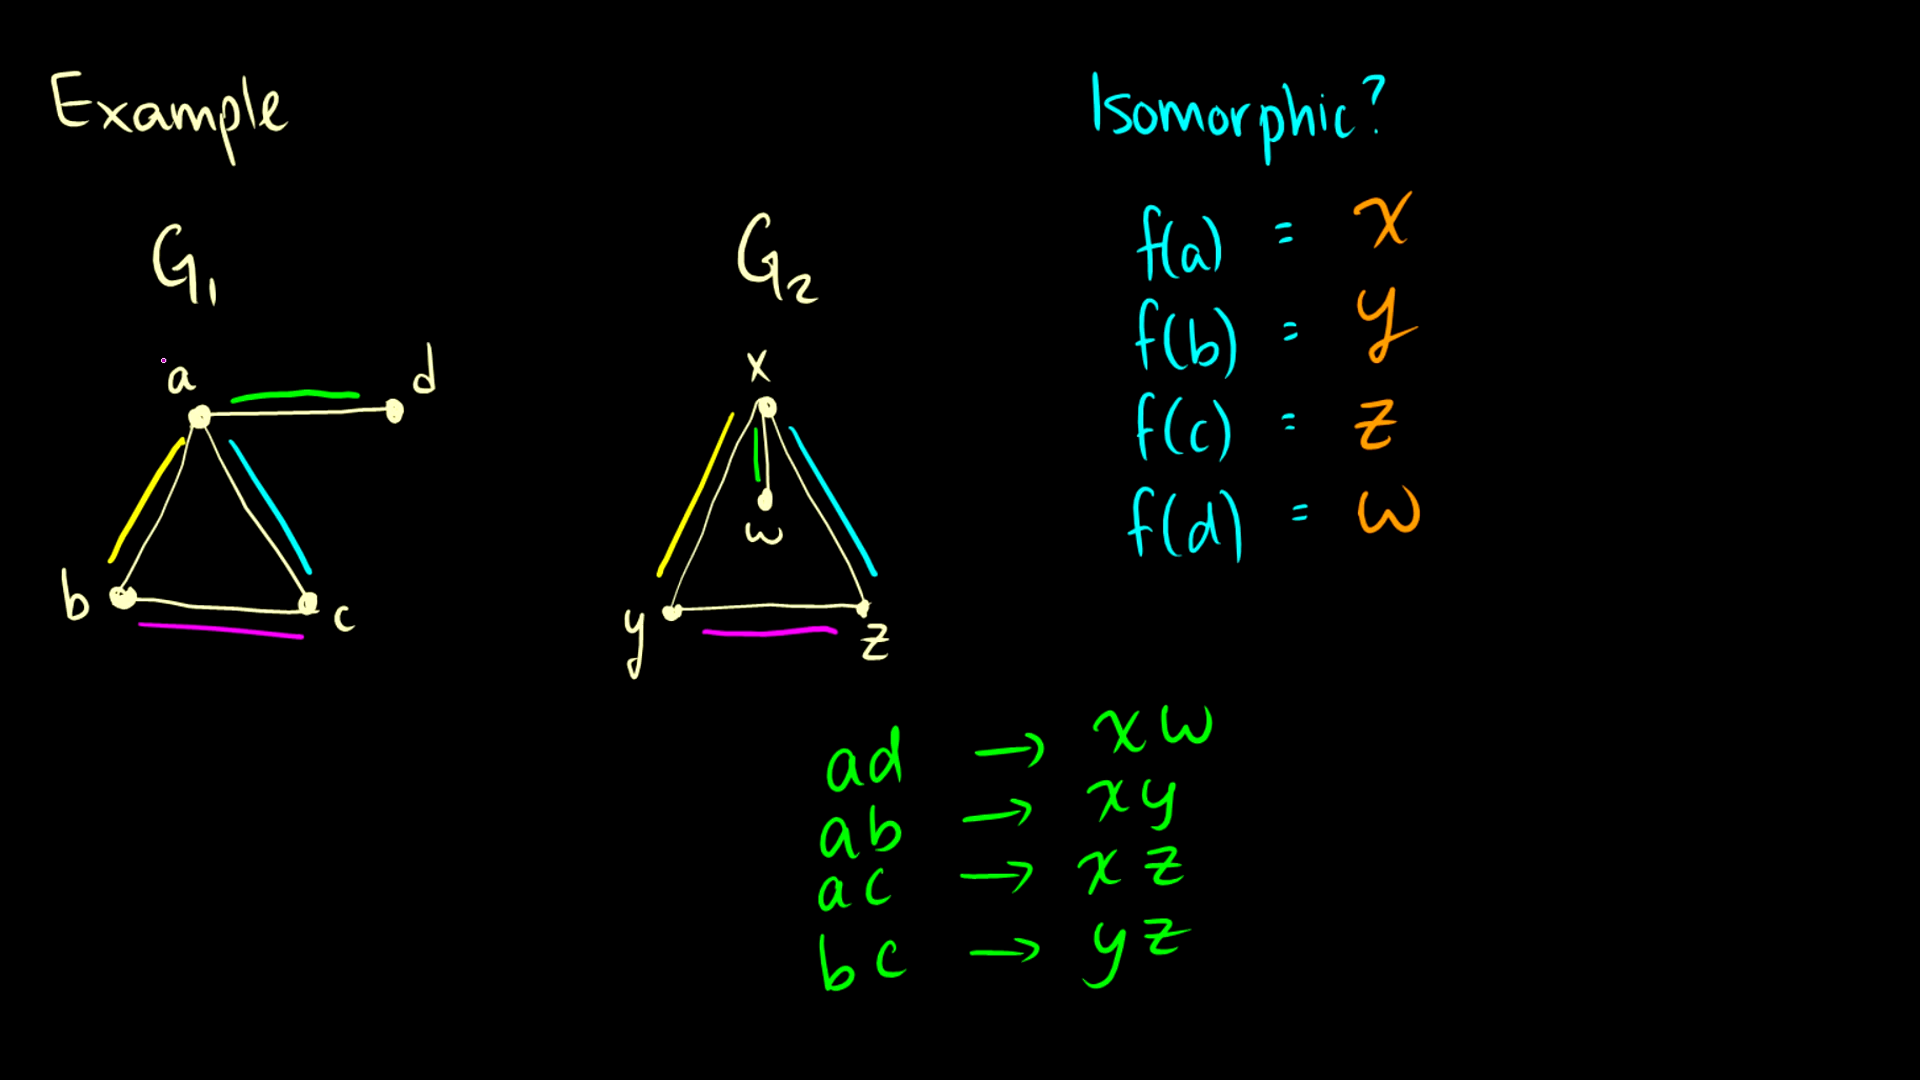 Example
Isomorphic?
G₁
G₂
a
d
b
c
x
w
y
z
f(a) = x
f(b) = y
f(c) = z
f(d) = w
ad → xw
ab → xy
ac → xz
bc → yz